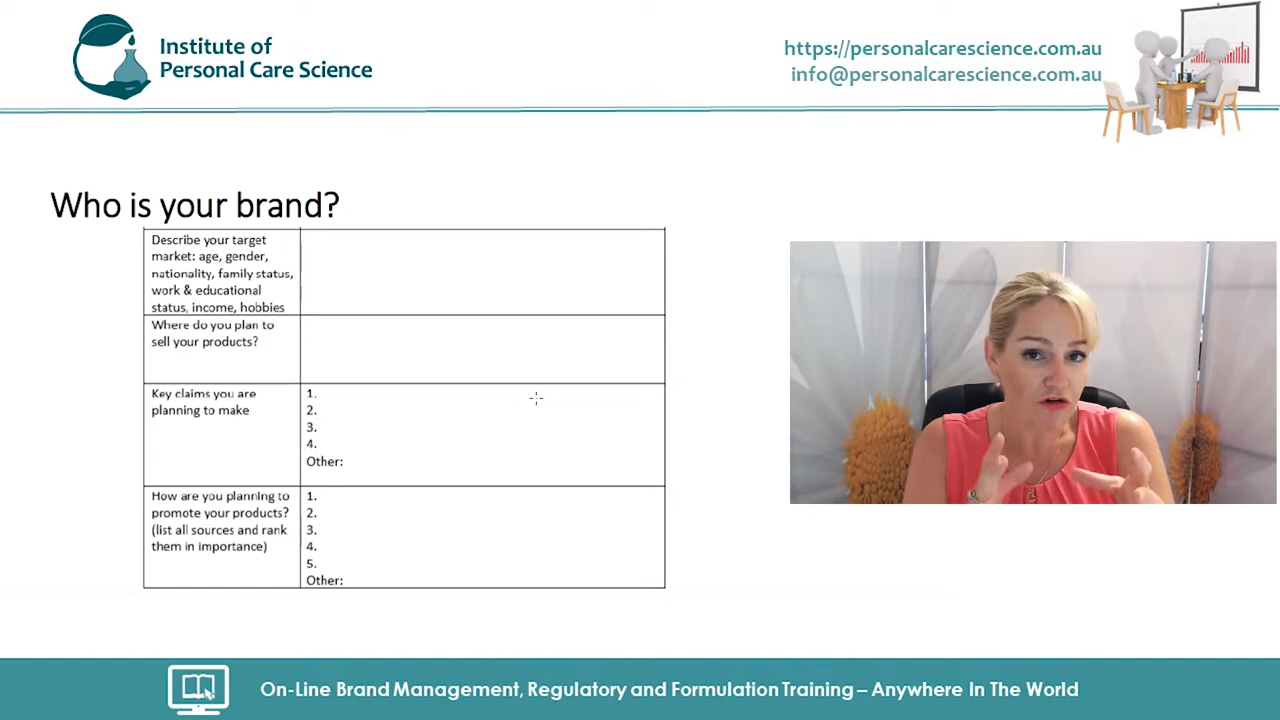 Institute of
Personal Care Science
https://personalcarescience.com.au
info@personalcarescience.com.au
Who is your brand?
Describe your target
market: age, gender,
nationality, family status,
work & educational
status, income, hobbies
Where do you plan to
sell your products?
Key claims you are
planning to make
1.
2.
3.
4.
Other:
How are you planning to
promote your products?
(list all sources and rank
them in importance)
1.
2.
3.
4.
5.
Other:
On-Line Brand Management, Regulatory and Formulation Training – Anywhere In The World